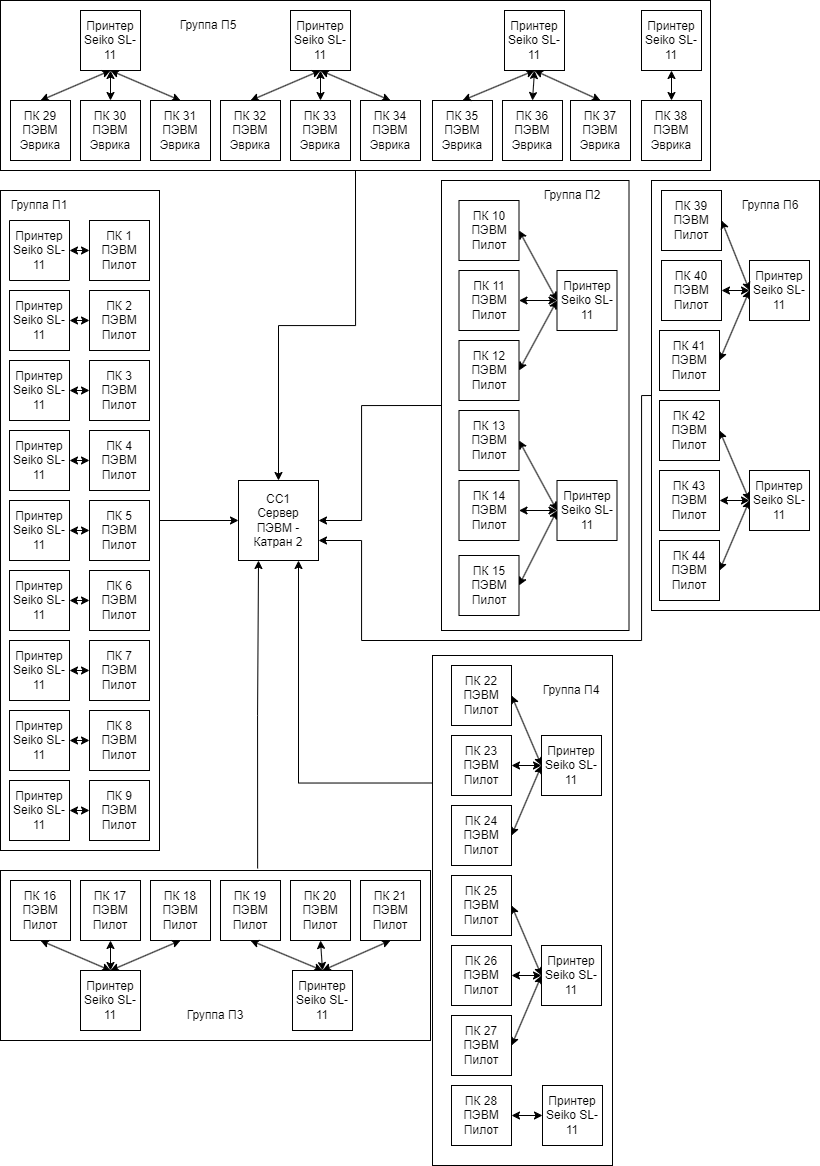 Группа П5
Принтер
Seiko SL-
11
Принтер
Seiko SL-
11
Принтер
Seiko SL-
11
Принтер
Seiko SL-
11
ПК 29
ПЭВМ
Эврика
ПК 30
ПЭВМ
Эврика
ПК 31
ПЭВМ
Эврика
ПК 32
ПЭВМ
Эврика
ПК 33
ПЭВМ
Эврика
ПК 34
ПЭВМ
Эврика
ПК 35
ПЭВМ
Эврика
ПК 36
ПЭВМ
Эврика
ПК 37
ПЭВМ
Эврика
ПК 38
ПЭВМ
Эврика
Группа П1
Принтер
Seiko SL-
11
ПК 1
ПЭВМ
Пилот
Принтер
Seiko SL-
11
ПК 2
ПЭВМ
Пилот
Принтер
Seiko SL-
11
ПК 3
ПЭВМ
Пилот
Принтер
Seiko SL-
11
ПК 4
ПЭВМ
Пилот
Принтер
Seiko SL-
11
ПК 5
ПЭВМ
Пилот
Принтер
Seiko SL-
11
ПК 6
ПЭВМ
Пилот
Принтер
Seiko SL-
11
ПК 7
ПЭВМ
Пилот
Принтер
Seiko SL-
11
ПК 8
ПЭВМ
Пилот
Принтер
Seiko SL-
11
ПК 9
ПЭВМ
Пилот
СС1
Сервер
ПЭВМ -
Катран 2
Группа П2
ПК 10
ПЭВМ
Пилот
ПК 11
ПЭВМ
Пилот
ПК 12
ПЭВМ
Пилот
Принтер
Seiko SL-
11
ПК 13
ПЭВМ
Пилот
ПК 14
ПЭВМ
Пилот
ПК 15
ПЭВМ
Пилот
Принтер
Seiko SL-
11
Группа П6
ПК 39
ПЭВМ
Пилот
ПК 40
ПЭВМ
Пилот
ПК 41
ПЭВМ
Пилот
Принтер
Seiko SL-
11
ПК 42
ПЭВМ
Пилот
ПК 43
ПЭВМ
Пилот
ПК 44
ПЭВМ
Пилот
Принтер
Seiko SL-
11
Группа П4
ПК 22
ПЭВМ
Пилот
ПК 23
ПЭВМ
Пилот
ПК 24
ПЭВМ
Пилот
Принтер
Seiko SL-
11
ПК 25
ПЭВМ
Пилот
ПК 26
ПЭВМ
Пилот
ПК 27
ПЭВМ
Пилот
Принтер
Seiko SL-
11
ПК 28
ПЭВМ
Пилот
Принтер
Seiko SL-
11
ПК 16
ПЭВМ
Пилот
ПК 17
ПЭВМ
Пилот
ПК 18
ПЭВМ
Пилот
ПК 19
ПЭВМ
Пилот
ПК 20
ПЭВМ
Пилот
ПК 21
ПЭВМ
Пилот
Принтер
Seiko SL-
11
Принтер
Seiko SL-
11
Группа П3